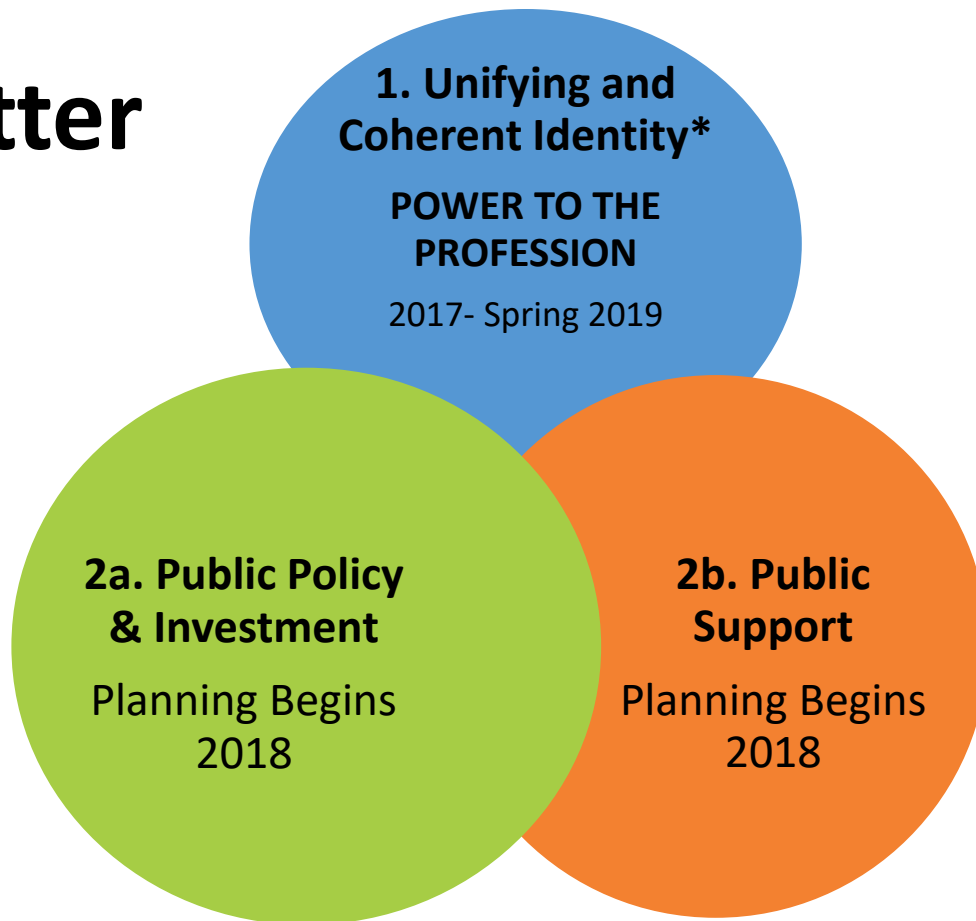 tter
1. Unifying and
Coherent Identity*
POWER TO THE
PROFESSION
2017- Spring 2019
2a. Public Policy
& Investment
Planning Begins
2018
2b. Public
Support
Planning Begins
2018